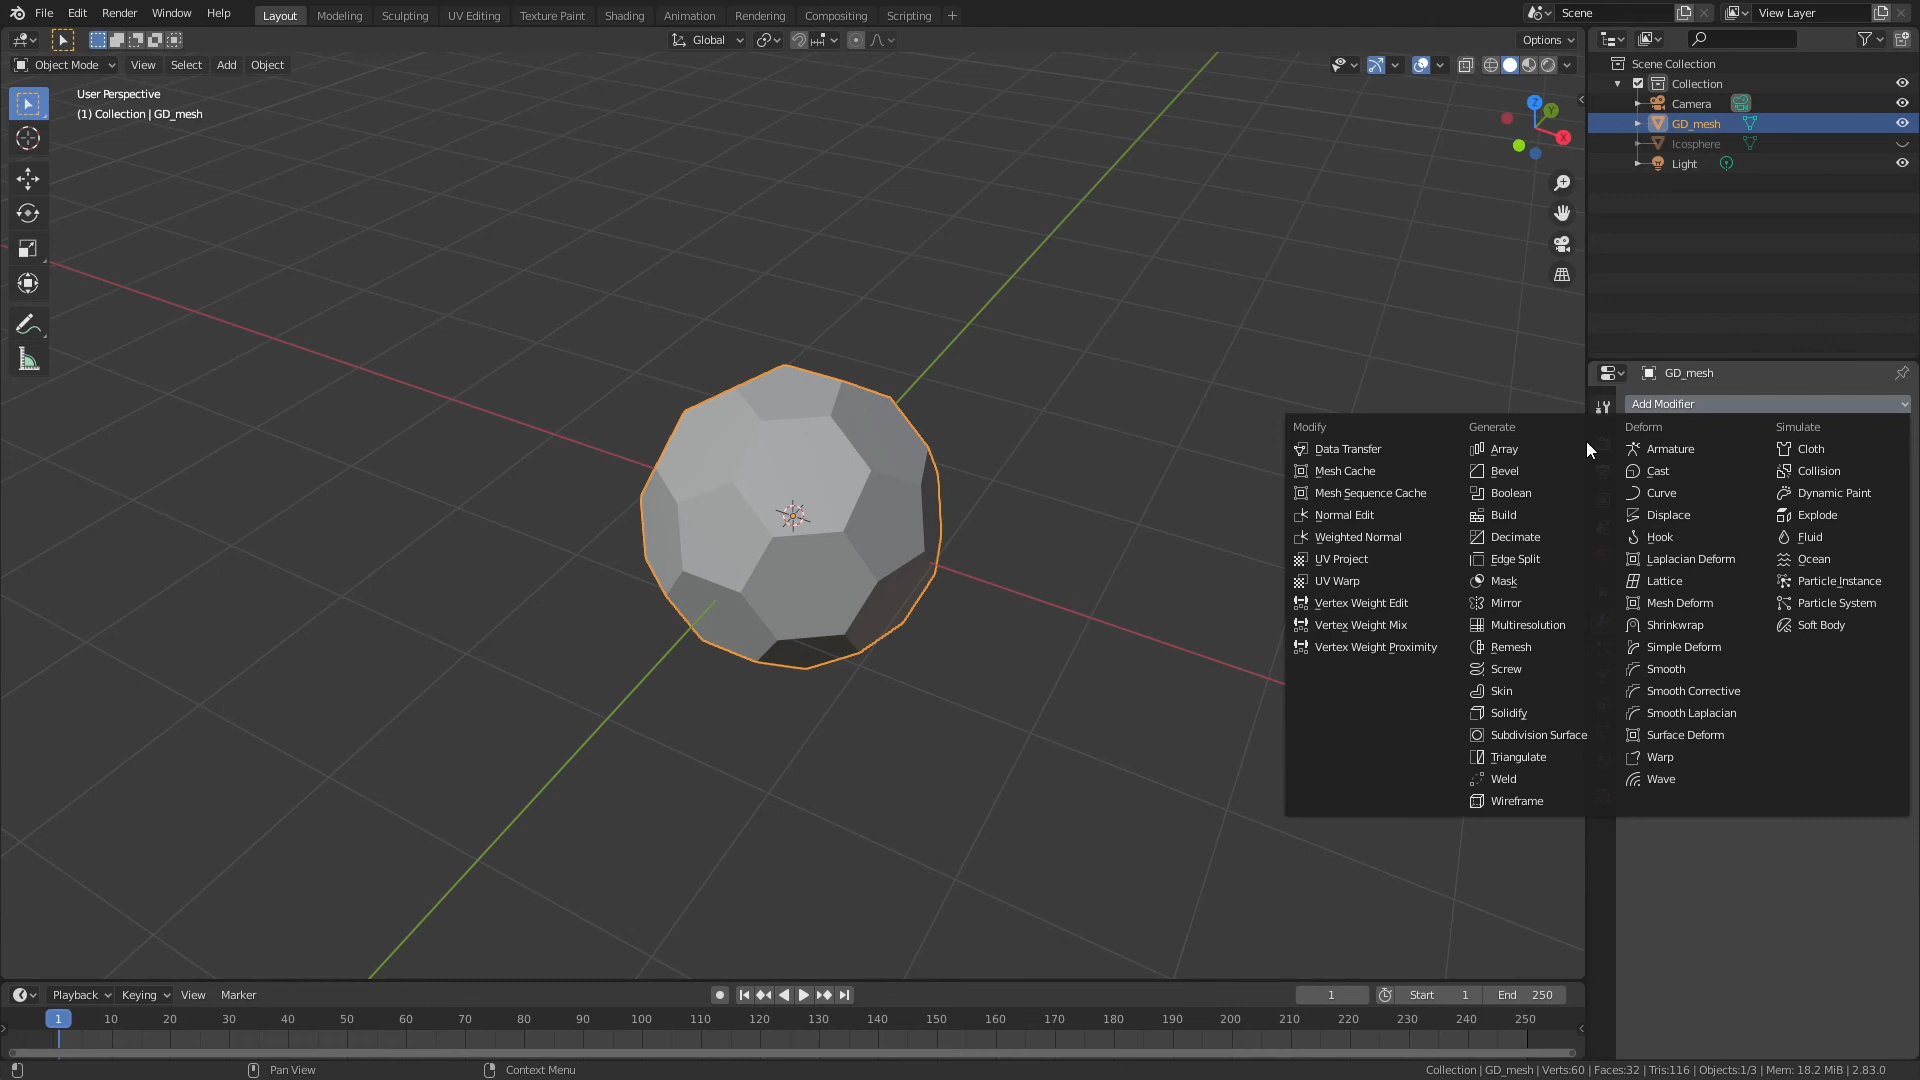 File Edit Render Window Help Layout Modeling Sculpting UV Editing Texture Paint Shading Animation Rendering Compositing Scripting + Scene View Layer
Global Options
Object Mode View Select Add Object
User Perspective
(1) Collection | GD_mesh
Z
Y
X
Scene Collection
Collection
Camera
GD_mesh
Icosphere
Light
GD_mesh
Add Modifier
Modify Generate Deform Simulate
Data Transfer Array Armature Cloth
Mesh Cache Bevel Cast Collision
Mesh Sequence Cache Boolean Curve Dynamic Paint
Normal Edit Build Displace Explode
Weighted Normal Decimate Hook Fluid
UV Project Edge Split Laplacian Deform Ocean
UV Warp Mask Lattice Particle Instance
Vertex Weight Edit Mirror Mesh Deform Particle System
Vertex Weight Mix Multiresolution Shrinkwrap Soft Body
Vertex Weight Proximity Remesh Simple Deform
Screw Smooth
Skin Smooth Corrective
Solidify Smooth Laplacian
Subdivision Surface Surface Deform
Triangulate Warp
Weld Wave
Wireframe
Playback Keying View Marker 1 Start 1 End 250
1 10 20 30 40 50 60 70 80 90 100 110 120 130 140 150 160 170 180 190 200 210 220 230 240 250
Pan View Context Menu Collection | GD_mesh | Verts:60 | Faces:32 | Tris:116 | Objects:1/3 | Mem: 18.2 MiB | 2.83.0